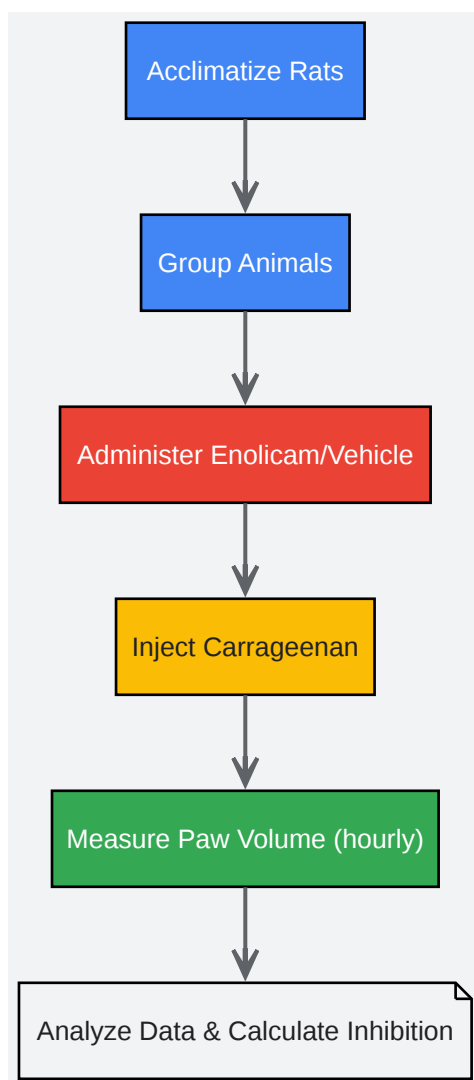 Acclimatize Rats
Group Animals
Administer Enolicam/Vehicle
Inject Carrageenan
Measure Paw Volume (hourly)
Analyze Data & Calculate Inhibition